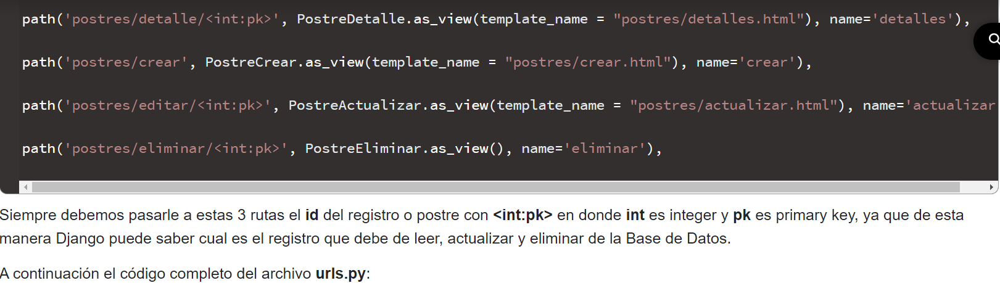 path('postres/detalle/<int:pk>', PostreDetalle.as_view(template_name = "postres/detalles.html"), name='detalles'),
path('postres/crear', PostreCrear.as_view(template_name = "postres/crear.html"), name='crear'),
path('postres/editar/<int:pk>', PostreActualizar.as_view(template_name = "postres/actualizar.html"), name='actualizar
path('postres/eliminar/<int:pk>', PostreEliminar.as_view(), name='eliminar'),
Siempre debemos pasarle a estas 3 rutas el id del registro o postre con <int:pk> en donde int es integer y pk es primary key, ya que de esta
manera Django puede saber cual es el registro que debe de leer, actualizar y eliminar de la Base de Datos.
A continuación el código completo del archivo urls.py: